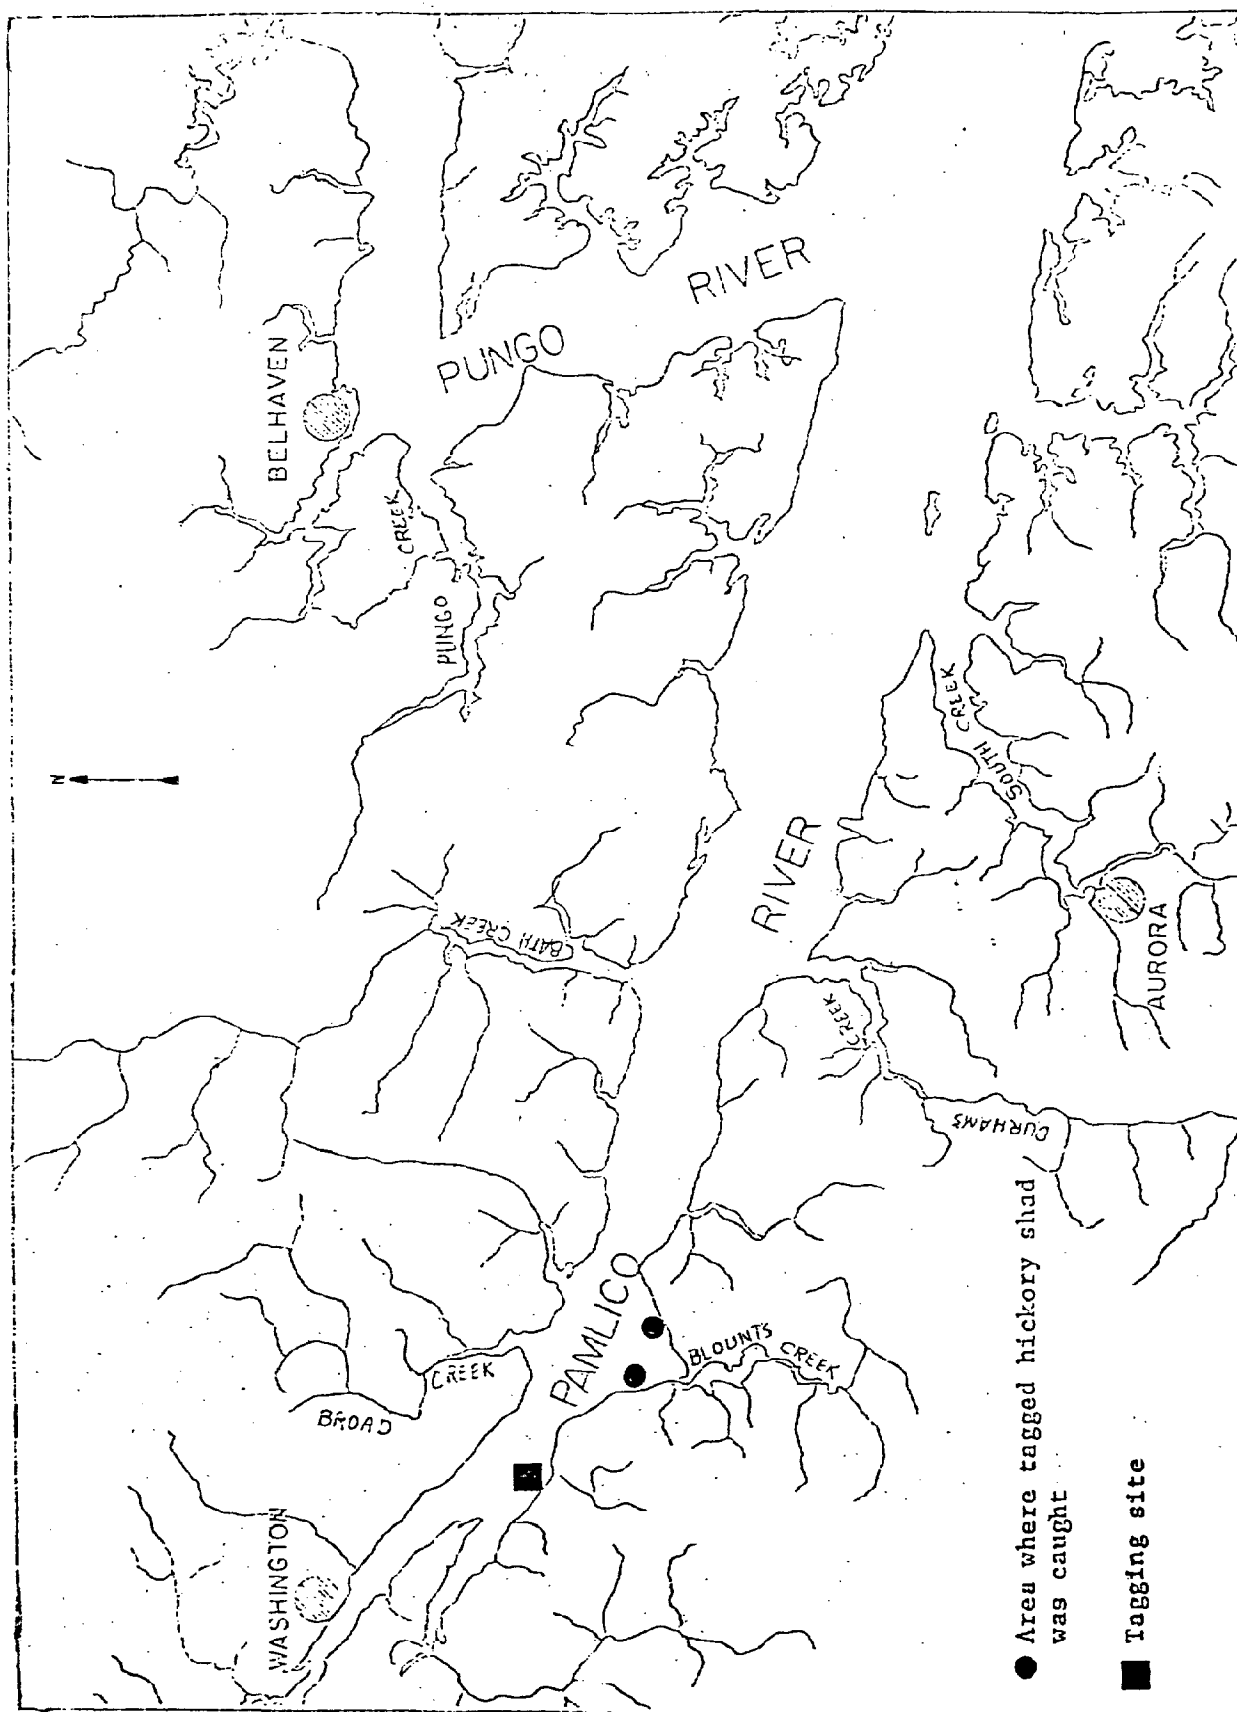 N
WASHINGTON
BROAD
CREEK
BATH CREEK
PUNGO
CREEK
BELHAVEN
PUNGO
RIVER
PAMLICO
RIVER
BLOUNTS
CREEK
DURHAMS
CREEK
SOUTH CREEK
AURORA
Area where tagged hickory shad
was caught
Tagging site